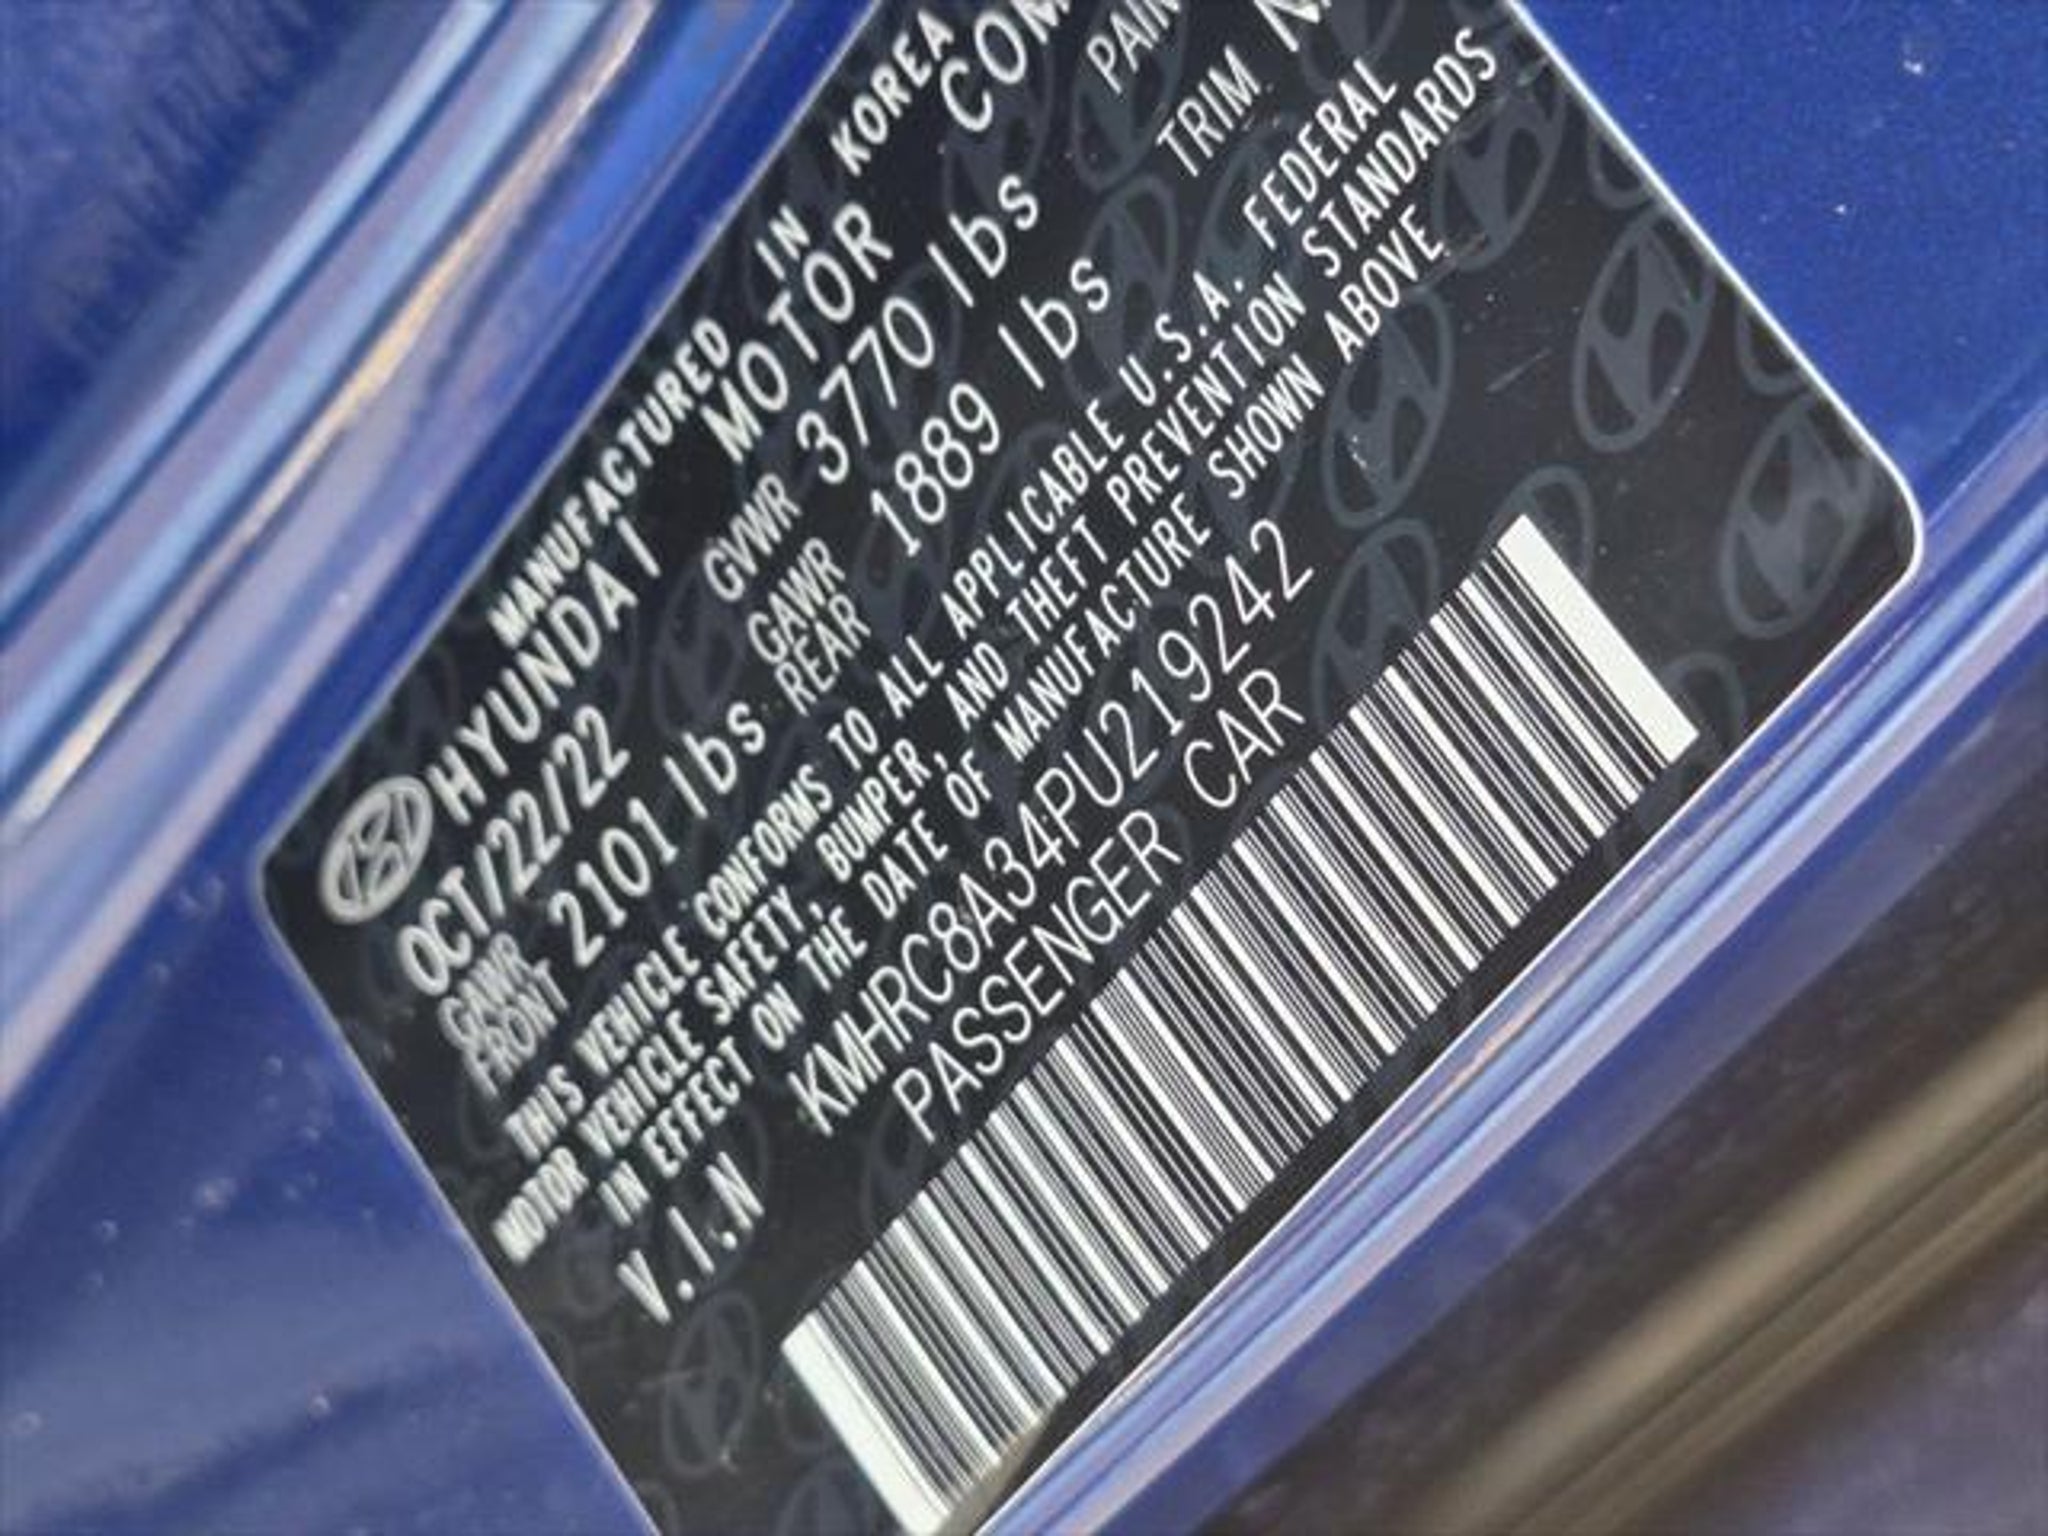 MANUFACTURED IN KOREA
HYUNDAI MOTOR
OCT/22/22 GVWR 3770 lbs
GAWR FRONT 2101 lbs GAWR REAR 1889 lbs TRIM
THIS VEHICLE CONFORMS TO ALL APPLICABLE U.S.A. FEDERAL
MOTOR VEHICLE SAFETY, BUMPER, AND THEFT PREVENTION STANDARDS
IN EFFECT ON THE DATE OF MANUFACTURE SHOWN ABOVE
V.I.N KMHRC8A34PU219242
PASSENGER CAR